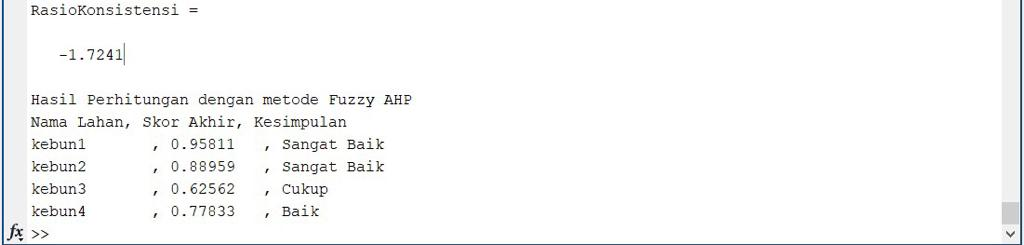 RasioKonsistensi =
-1.7241
Hasil Perhitungan dengan metode Fuzzy AHP
Nama Lahan, Skor Akhir, Kesimpulan
kebun1 , 0.95811 , Sangat Baik
kebun2 , 0.88959 , Sangat Baik
kebun3 , 0.62562 , Cukup
kebun4 , 0.77833 , Baik
fx >>